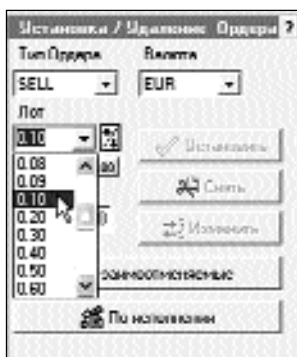 Установка / Удаление Ордера ?
Тип Ордера Валюта
SELL EUR
Лот
0.10
Установить
0.08
0.09
Снять
0.10
0.20
0.30
Изменить
0.40
0.50
заимоотменяемые
0.60
По исполнении